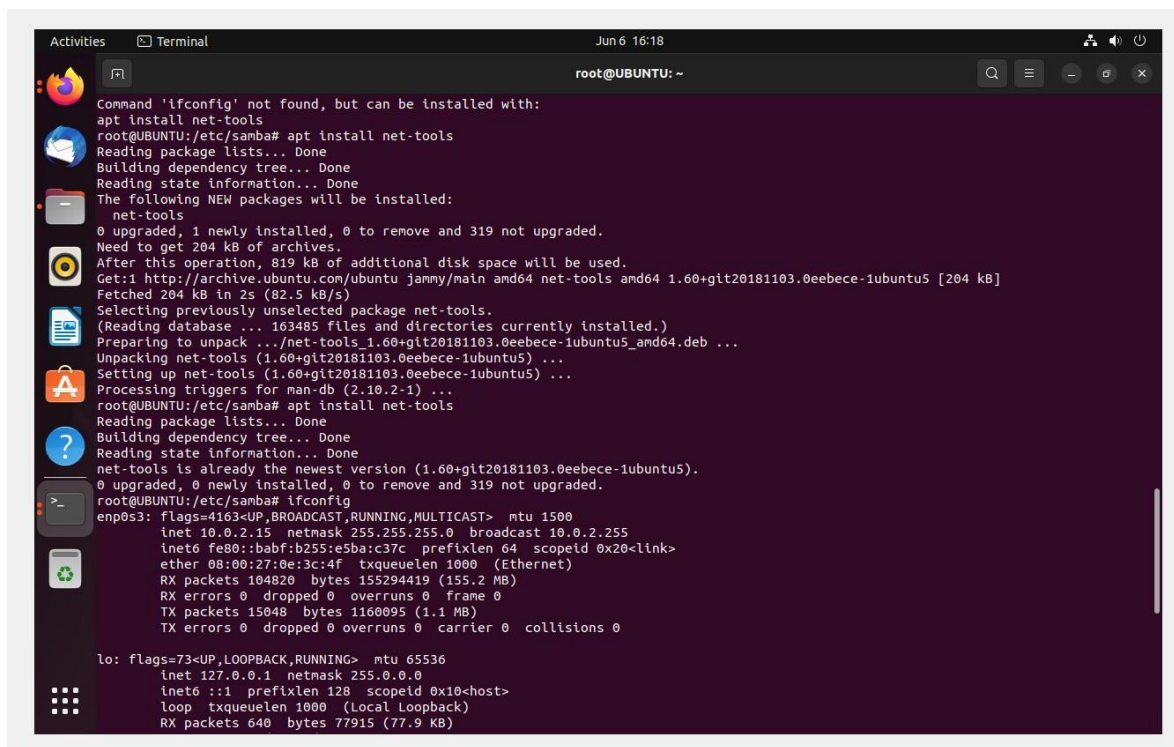 Activities
Terminal
Jun 6 16:18
root@UBUNTU: ~
Command 'ifconfig' not found, but can be installed with:
apt install net-tools
root@UBUNTU:/etc/samba# apt install net-tools
Reading package lists... Done
Building dependency tree... Done
Reading state information... Done
The following NEW packages will be installed:
  net-tools
0 upgraded, 1 newly installed, 0 to remove and 319 not upgraded.
Need to get 204 kB of archives.
After this operation, 819 kB of additional disk space will be used.
Get:1 http://archive.ubuntu.com/ubuntu jammy/main amd64 net-tools amd64 1.60+git20181103.0eebece-1ubuntu5 [204 kB]
Fetched 204 kB in 2s (82.5 kB/s)
Selecting previously unselected package net-tools.
(Reading database ... 163485 files and directories currently installed.)
Preparing to unpack .../net-tools_1.60+git20181103.0eebece-1ubuntu5_amd64.deb ...
Unpacking net-tools (1.60+git20181103.0eebece-1ubuntu5) ...
Setting up net-tools (1.60+git20181103.0eebece-1ubuntu5) ...
Processing triggers for man-db (2.10.2-1) ...
root@UBUNTU:/etc/samba# apt install net-tools
Reading package lists... Done
Building dependency tree... Done
Reading state information... Done
net-tools is already the newest version (1.60+git20181103.0eebece-1ubuntu5).
0 upgraded, 0 newly installed, 0 to remove and 319 not upgraded.
root@UBUNTU:/etc/samba# ifconfig
enp0s3: flags=4163<UP,BROADCAST,RUNNING,MULTICAST>  mtu 1500
        inet 10.0.2.15  netmask 255.255.255.0  broadcast 10.0.2.255
        inet6 fe80::babf:b255:e5ba:c37c  prefixlen 64  scopeid 0x20<link>
        ether 08:00:27:0e:3c:4f  txqueuelen 1000  (Ethernet)
        RX packets 104820  bytes 155294419 (155.2 MB)
        RX errors 0  dropped 0  overruns 0  frame 0
        TX packets 15048  bytes 1160095 (1.1 MB)
        TX errors 0  dropped 0 overruns 0  carrier 0  collisions 0

lo: flags=73<UP,LOOPBACK,RUNNING>  mtu 65536
        inet 127.0.0.1  netmask 255.0.0.0
        inet6 ::1  prefixlen 128  scopeid 0x10<host>
        loop  txqueuelen 1000  (Local Loopback)
        RX packets 640  bytes 77915 (77.9 KB)